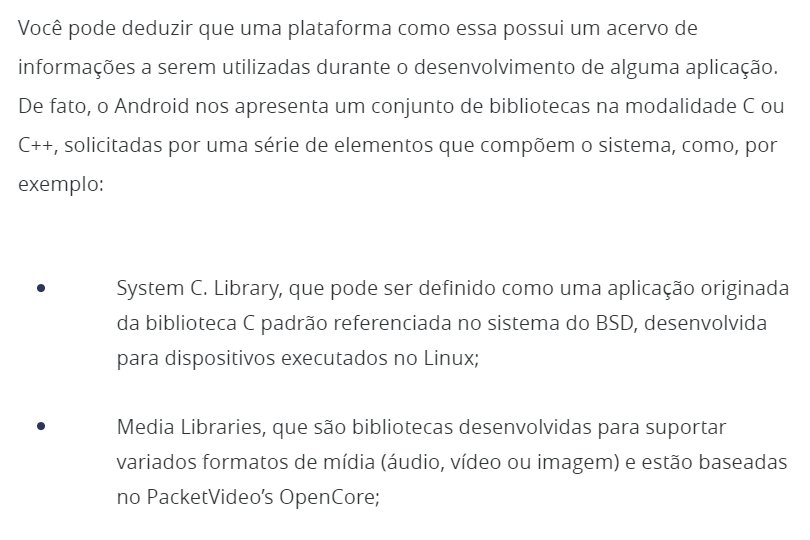 Você pode deduzir que uma plataforma como essa possui um acervo de
informações a serem utilizadas durante o desenvolvimento de alguma aplicação.
De fato, o Android nos apresenta um conjunto de bibliotecas na modalidade C ou
C++, solicitadas por uma série de elementos que compõem o sistema, como, por
exemplo:
• System C. Library, que pode ser definido como uma aplicação originada
da biblioteca C padrão referenciada no sistema do BSD, desenvolvida
para dispositivos executados no Linux;
• Media Libraries, que são bibliotecas desenvolvidas para suportar
variados formatos de mídia (áudio, vídeo ou imagem) e estão baseadas
no PacketVideo’s OpenCore;